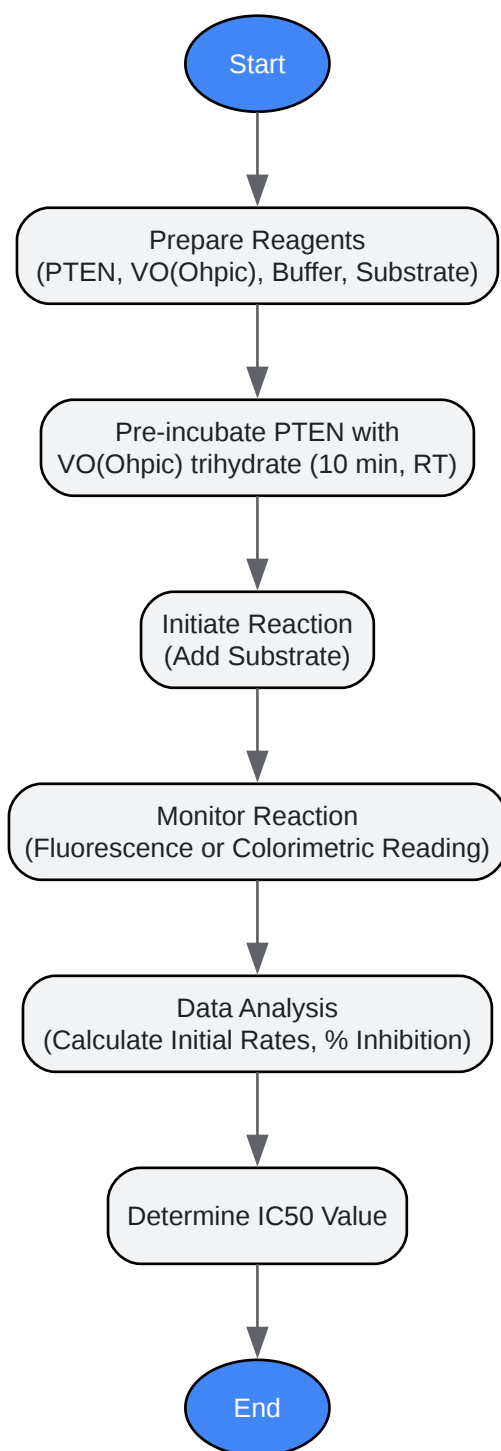 Start
Prepare Reagents
(PTEN, VO(Ohpic), Buffer, Substrate)
Pre-incubate PTEN with
VO(Ohpic) trihydrate (10 min, RT)
Initiate Reaction
(Add Substrate)
Monitor Reaction
(Fluorescence or Colorimetric Reading)
Data Analysis
(Calculate Initial Rates, % Inhibition)
Determine IC50 Value
End